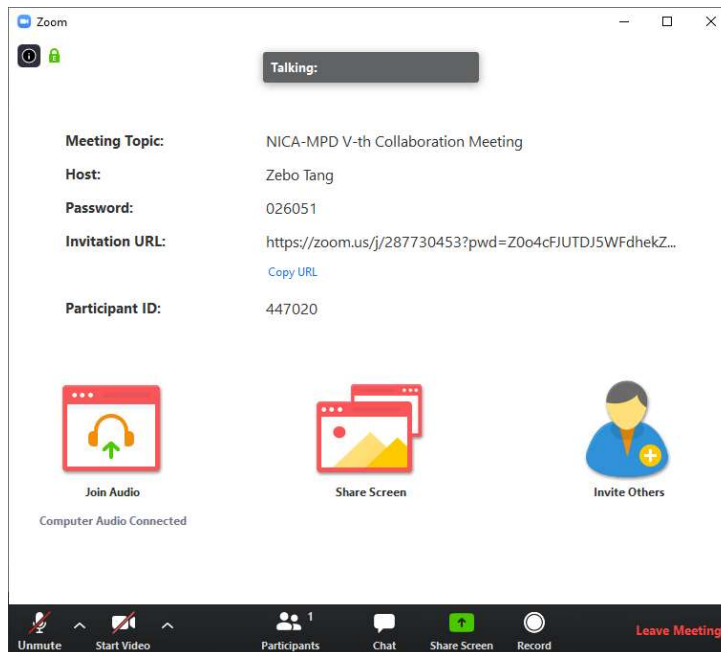 Zoom
Talking:
Meeting Topic: NICA-MPD V-th Collaboration Meeting
Host: Zebo Tang
Password: 026051
Invitation URL: https://zoom.us/j/287730453?pwd=Z0o4cFJUTDJ5WFdhekZ...
Copy URL
Participant ID: 447020
Join Audio Share Screen Invite Others
Computer Audio Connected
1
Unmute Start Video Participants Chat Share Screen Record Leave Meeting